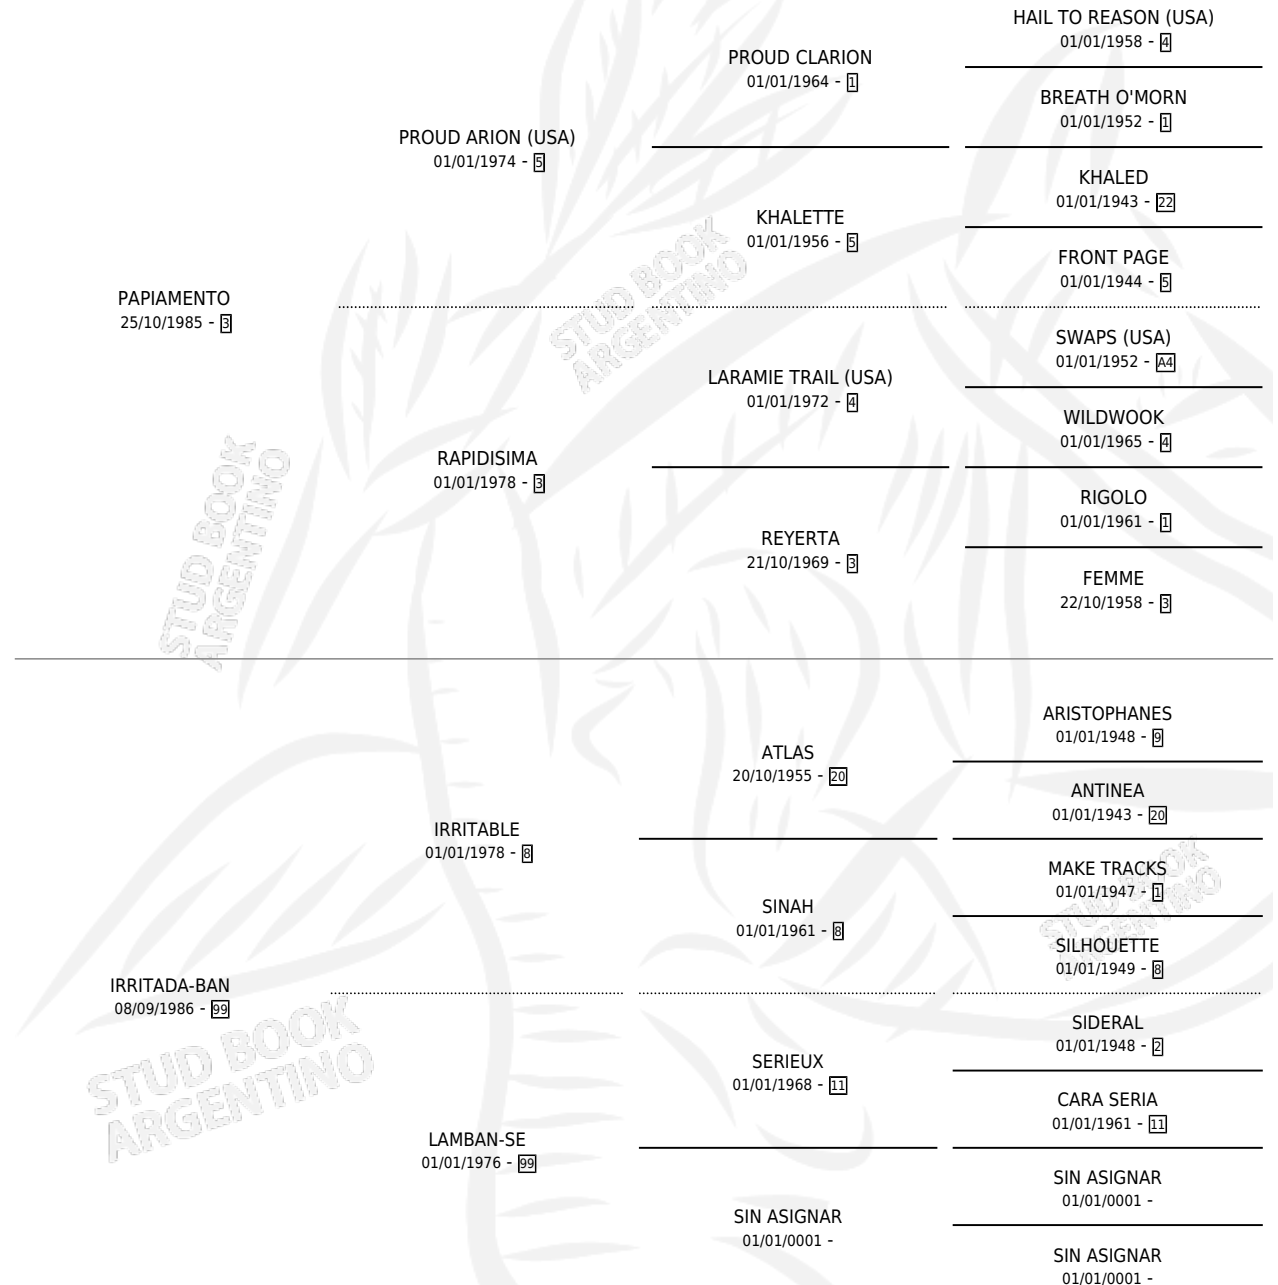 HAIL TO REASON (USA)
01/01/1958 - 4
PROUD CLARION
01/01/1964 - 1
BREATH O'MORN
01/01/1952 - 1
PROUD ARION (USA)
01/01/1974 - 5
KHALED
01/01/1943 - 22
KHALETTE
01/01/1956 - 5
FRONT PAGE
01/01/1944 - 5
STUD BOOK
ARGENTINO
PAPIAMENTO
25/10/1985 - 3
SWAPS (USA)
01/01/1952 - A4
LARAMIE TRAIL (USA)
01/01/1972 - 4
WILDWOOK
01/01/1965 - 4
RAPIDISIMA
01/01/1978 - 3
RIGOLO
01/01/1961 - 1
REYERTA
21/10/1969 - 3
FEMME
22/10/1958 - 3
STUD BOOK
ARGENTINO
ARISTOPHANES
01/01/1948 - 9
ATLAS
20/10/1955 - 20
ANTINEA
01/01/1943 - 20
IRRITABLE
01/01/1978 - 8
MAKE TRACKS
01/01/1947 - 1
SINAH
01/01/1961 - 8
SILHOUETTE
01/01/1949 - 8
STUD BOOK
ARGENTINO
IRRITADA-BAN
08/09/1986 - 99
SIDERAL
01/01/1948 - 2
SERIEUX
01/01/1968 - 11
CARA SERIA
01/01/1961 - 11
STUD BOOK
ARGENTINO
LAMBAN-SE
01/01/1976 - 99
SIN ASIGNAR
01/01/0001 -
SIN ASIGNAR
01/01/0001 -
SIN ASIGNAR
01/01/0001 -